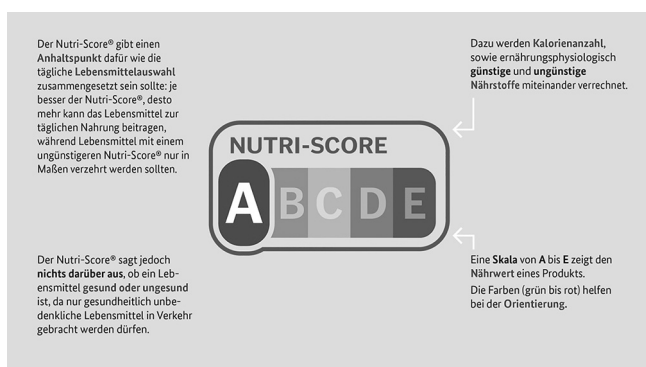 Der Nutri-Score® gibt einen
Anhaltspunkt dafür wie die
tägliche Lebensmittelauswahl
zusammengesetzt sein sollte: je
besser der Nutri-Score®, desto
mehr kann das Lebensmittel zur
täglichen Nahrung beitragen,
während Lebensmittel mit einem
ungünstigeren Nutri-Score® nur in
Maßen verzehrt werden sollten.
Der Nutri-Score® sagt jedoch
nichts darüber aus, ob ein Leb-
ensmittel gesund oder ungesund
ist, da nur gesundheitlich unbe-
denkliche Lebensmittel in Verkehr
gebracht werden dürfen.
NUTRI-SCORE
A B C D E
Dazu werden Kalorienanzahl,
sowie ernährungsphysiologisch
günstige und ungünstige
Nährstoffe miteinander verrechnet.
Eine Skala von A bis E zeigt den
Nährwert eines Produkts.
Die Farben (grün bis rot) helfen
bei der Orientierung.